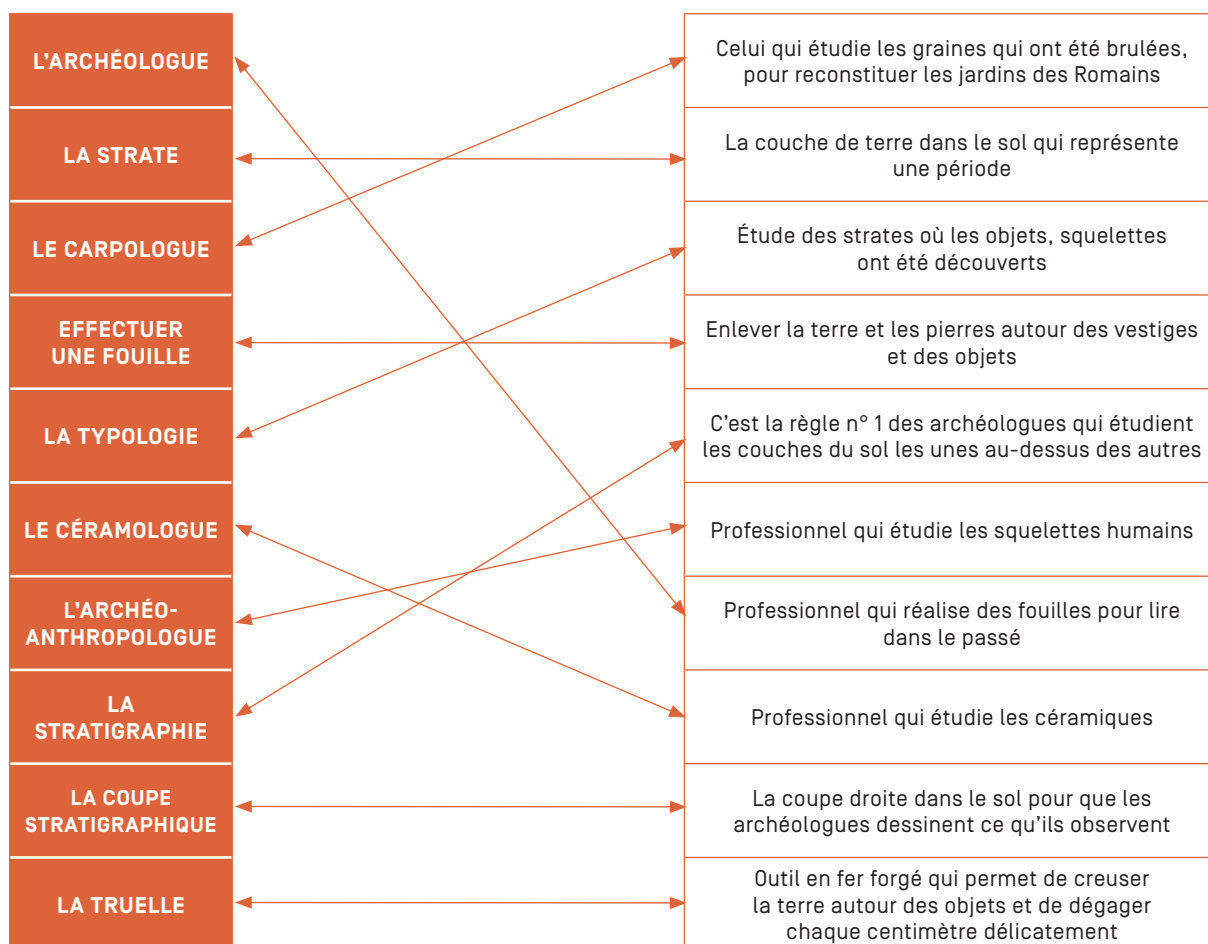 L'ARCHÉOLOGUE
Celui qui étudie les graines qui ont été brulées,
pour reconstituer les jardins des Romains
LA STRATE
La couche de terre dans le sol qui représente
une période
LE CARPOLOGUE
Étude des strates où les objets, squelettes
ont été découverts
EFFECTUER
UNE FOUILLE
Enlever la terre et les pierres autour des vestiges
et des objets
LA TYPOLOGIE
C'est la règle n° 1 des archéologues qui étudient
les couches du sol les unes au-dessus des autres
LE CÉRAMOLOGUE
Professionnel qui étudie les squelettes humains
L'ARCHÉO-
ANTHROPOLOGUE
Professionnel qui réalise des fouilles pour lire
dans le passé
LA
STRATIGRAPHIE
Professionnel qui étudie les céramiques
LA COUPE
STRATIGRAPHIQUE
La coupe droite dans le sol pour que les
archéologues dessinent ce qu'ils observent
LA TRUELLE
Outil en fer forgé qui permet de creuser
la terre autour des objets et de dégager
chaque centimètre délicatement